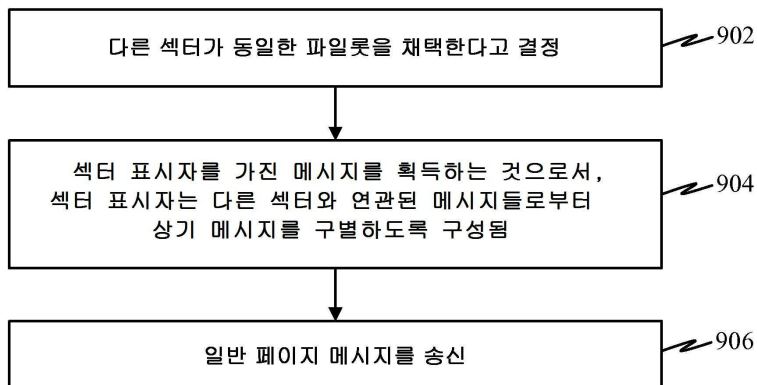 다른 섹터가 동일한 파일롯을 채택한다고 결정
902
섹터 표시자를 가진 메시지를 획득하는 것으로서,
섹터 표시자는 다른 섹터와 연관된 메시지들로부터
상기 메시지를 구별하도록 구성됨
904
일반 페이지 메시지를 송신
906